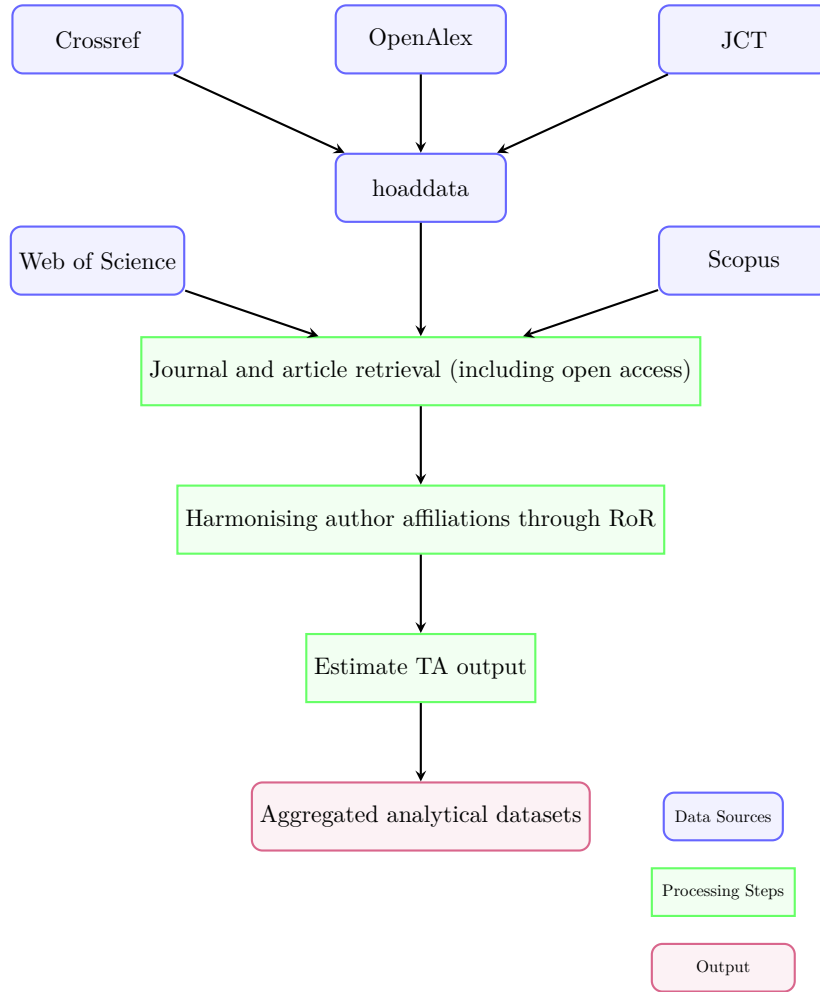 Crossref
OpenAlex
JCT
hoaddata
Web of Science
Scopus
Journal and article retrieval (including open access)
Harmonising author affiliations through RoR
Estimate TA output
Aggregated analytical datasets
Data Sources
Processing Steps
Output